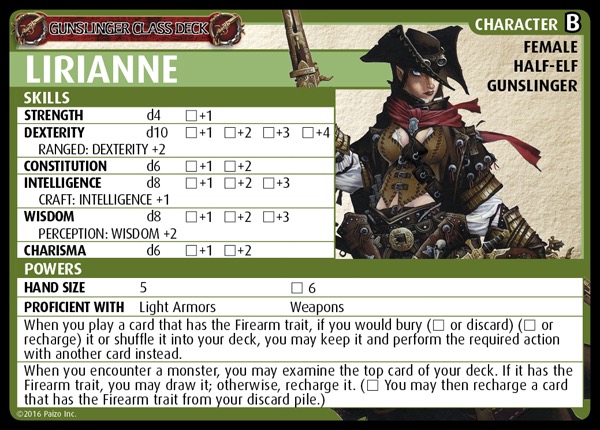 GUNSLINGER CLASS DECK
CHARACTER B
LIRIANNE
FEMALE
HALF-ELF
GUNSLINGER
SKILLS
STRENGTH d4 □ +1
DEXTERITY d10 □ +1 □ +2 □ +3 □ +4
RANGED: DEXTERITY +2
CONSTITUTION d6 □ +1 □ +2
INTELLIGENCE d8 □ +1 □ +2 □ +3
CRAFT: INTELLIGENCE +1
WISDOM d8 □ +1 □ +2 □ +3
PERCEPTION: WISDOM +2
CHARISMA d6 □ +1 □ +2
POWERS
HAND SIZE 5 □ 6
PROFICIENT WITH Light Armors Weapons
When you play a card that has the Firearm trait, if you would bury (□ or discard) (□ or
recharge) it or shuffle it into your deck, you may keep it and perform the required action
with another card instead.
When you encounter a monster, you may examine the top card of your deck. If it has the
Firearm trait, you may draw it; otherwise, recharge it. (□ You may then recharge a card
that has the Firearm trait from your discard pile.)
©2016 Paizo Inc.